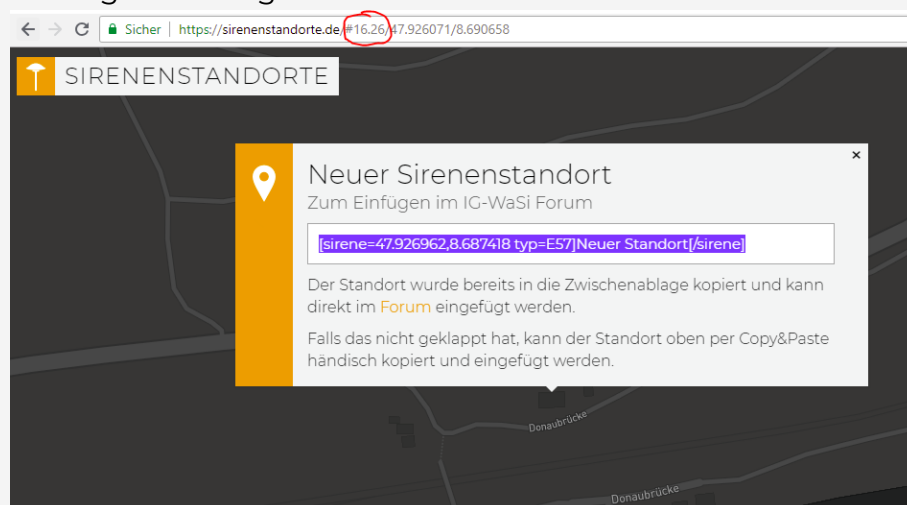 Sicher | https://sirenenstandorte.de/#16.26/47.926071/8.690658
SIRENENSTANDORTE
×
Neuer Sirenenstandort
Zum Einfügen im IG-WaSi Forum
[sirene=47.926962,8.687418 typ=E57]Neuer Standort[/sirene]
Der Standort wurde bereits in die Zwischenablage kopiert und kann
direkt im Forum eingefügt werden.
Falls das nicht geklappt hat, kann der Standort oben per Copy&Paste
händisch kopiert und eingefügt werden.
Donaubrücke
Donaubrücke